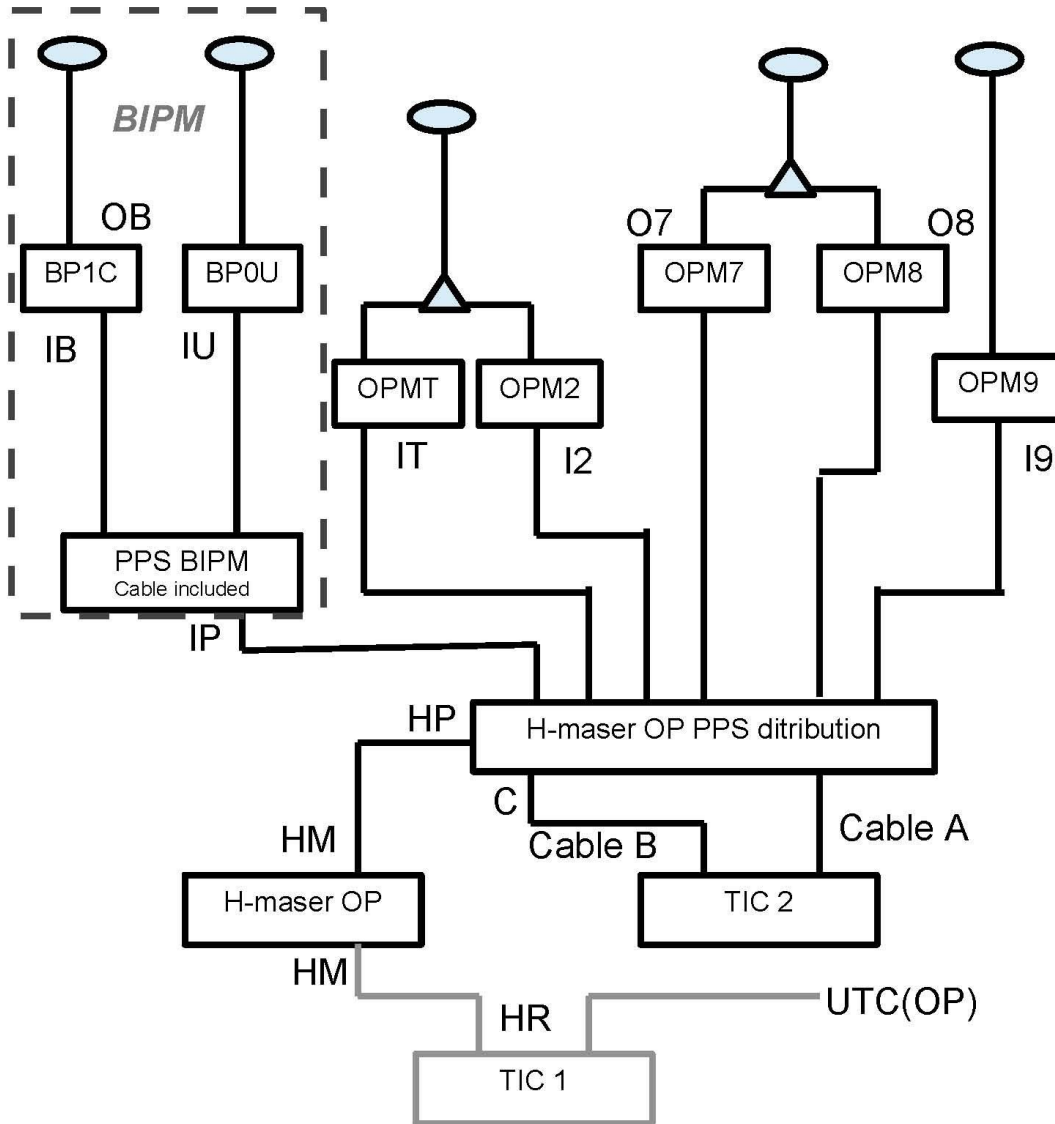 BIPM
OB
O7
O8
BP1C
BP0U
OPM7
OPM8
IB
IU
OPMT
OPM2
OPM9
IT
I2
I9
PPS BIPM
Cable included
IP
HP
H-maser OP PPS ditribution
C
Cable B
Cable A
HM
H-maser OP
TIC 2
HM
HR
UTC(OP)
TIC 1